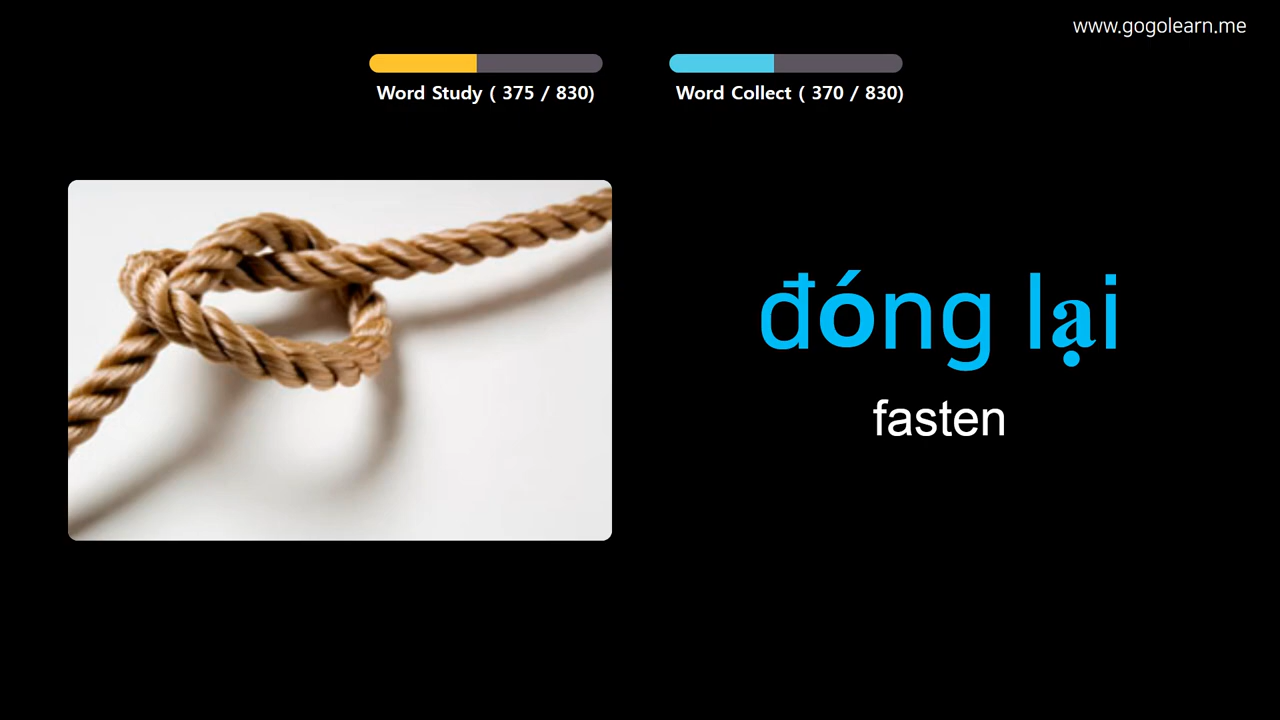 www.gogolearn.me
Word Study ( 375 / 830)
Word Collect ( 370 / 830)
đóng lại
fasten